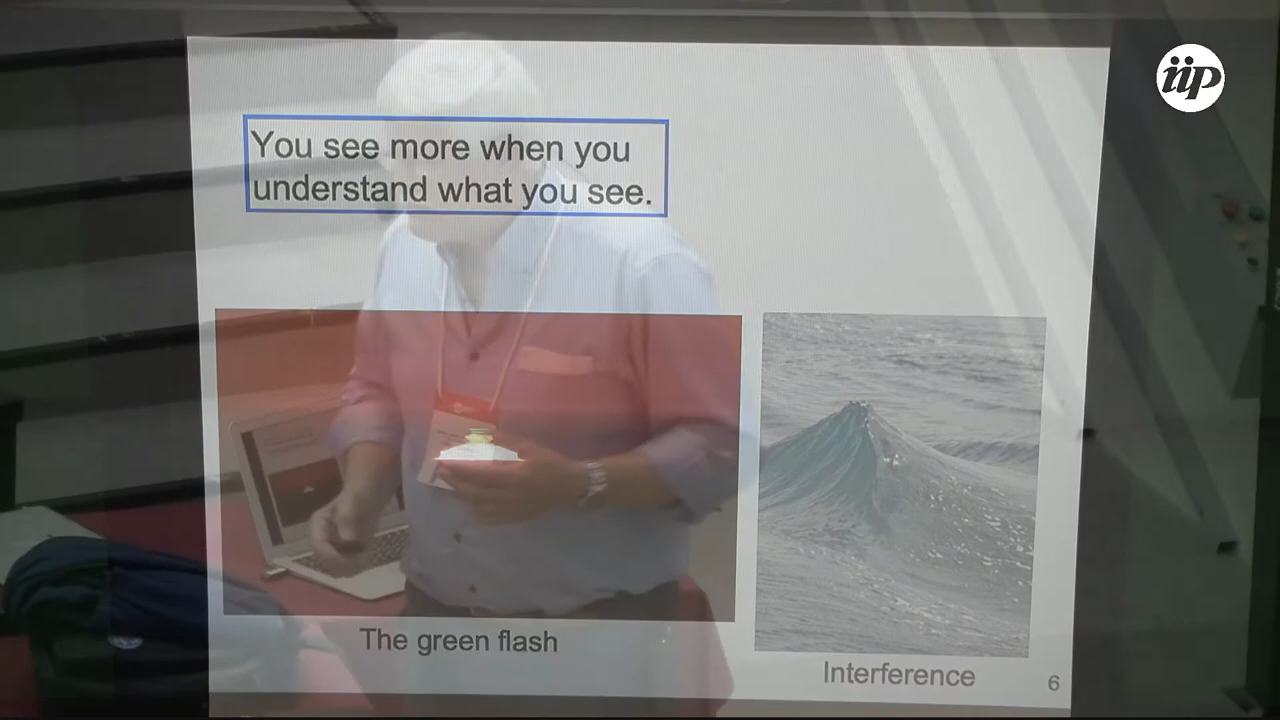 iip
You see more when you
understand what you see.
The green flash
Interference
6